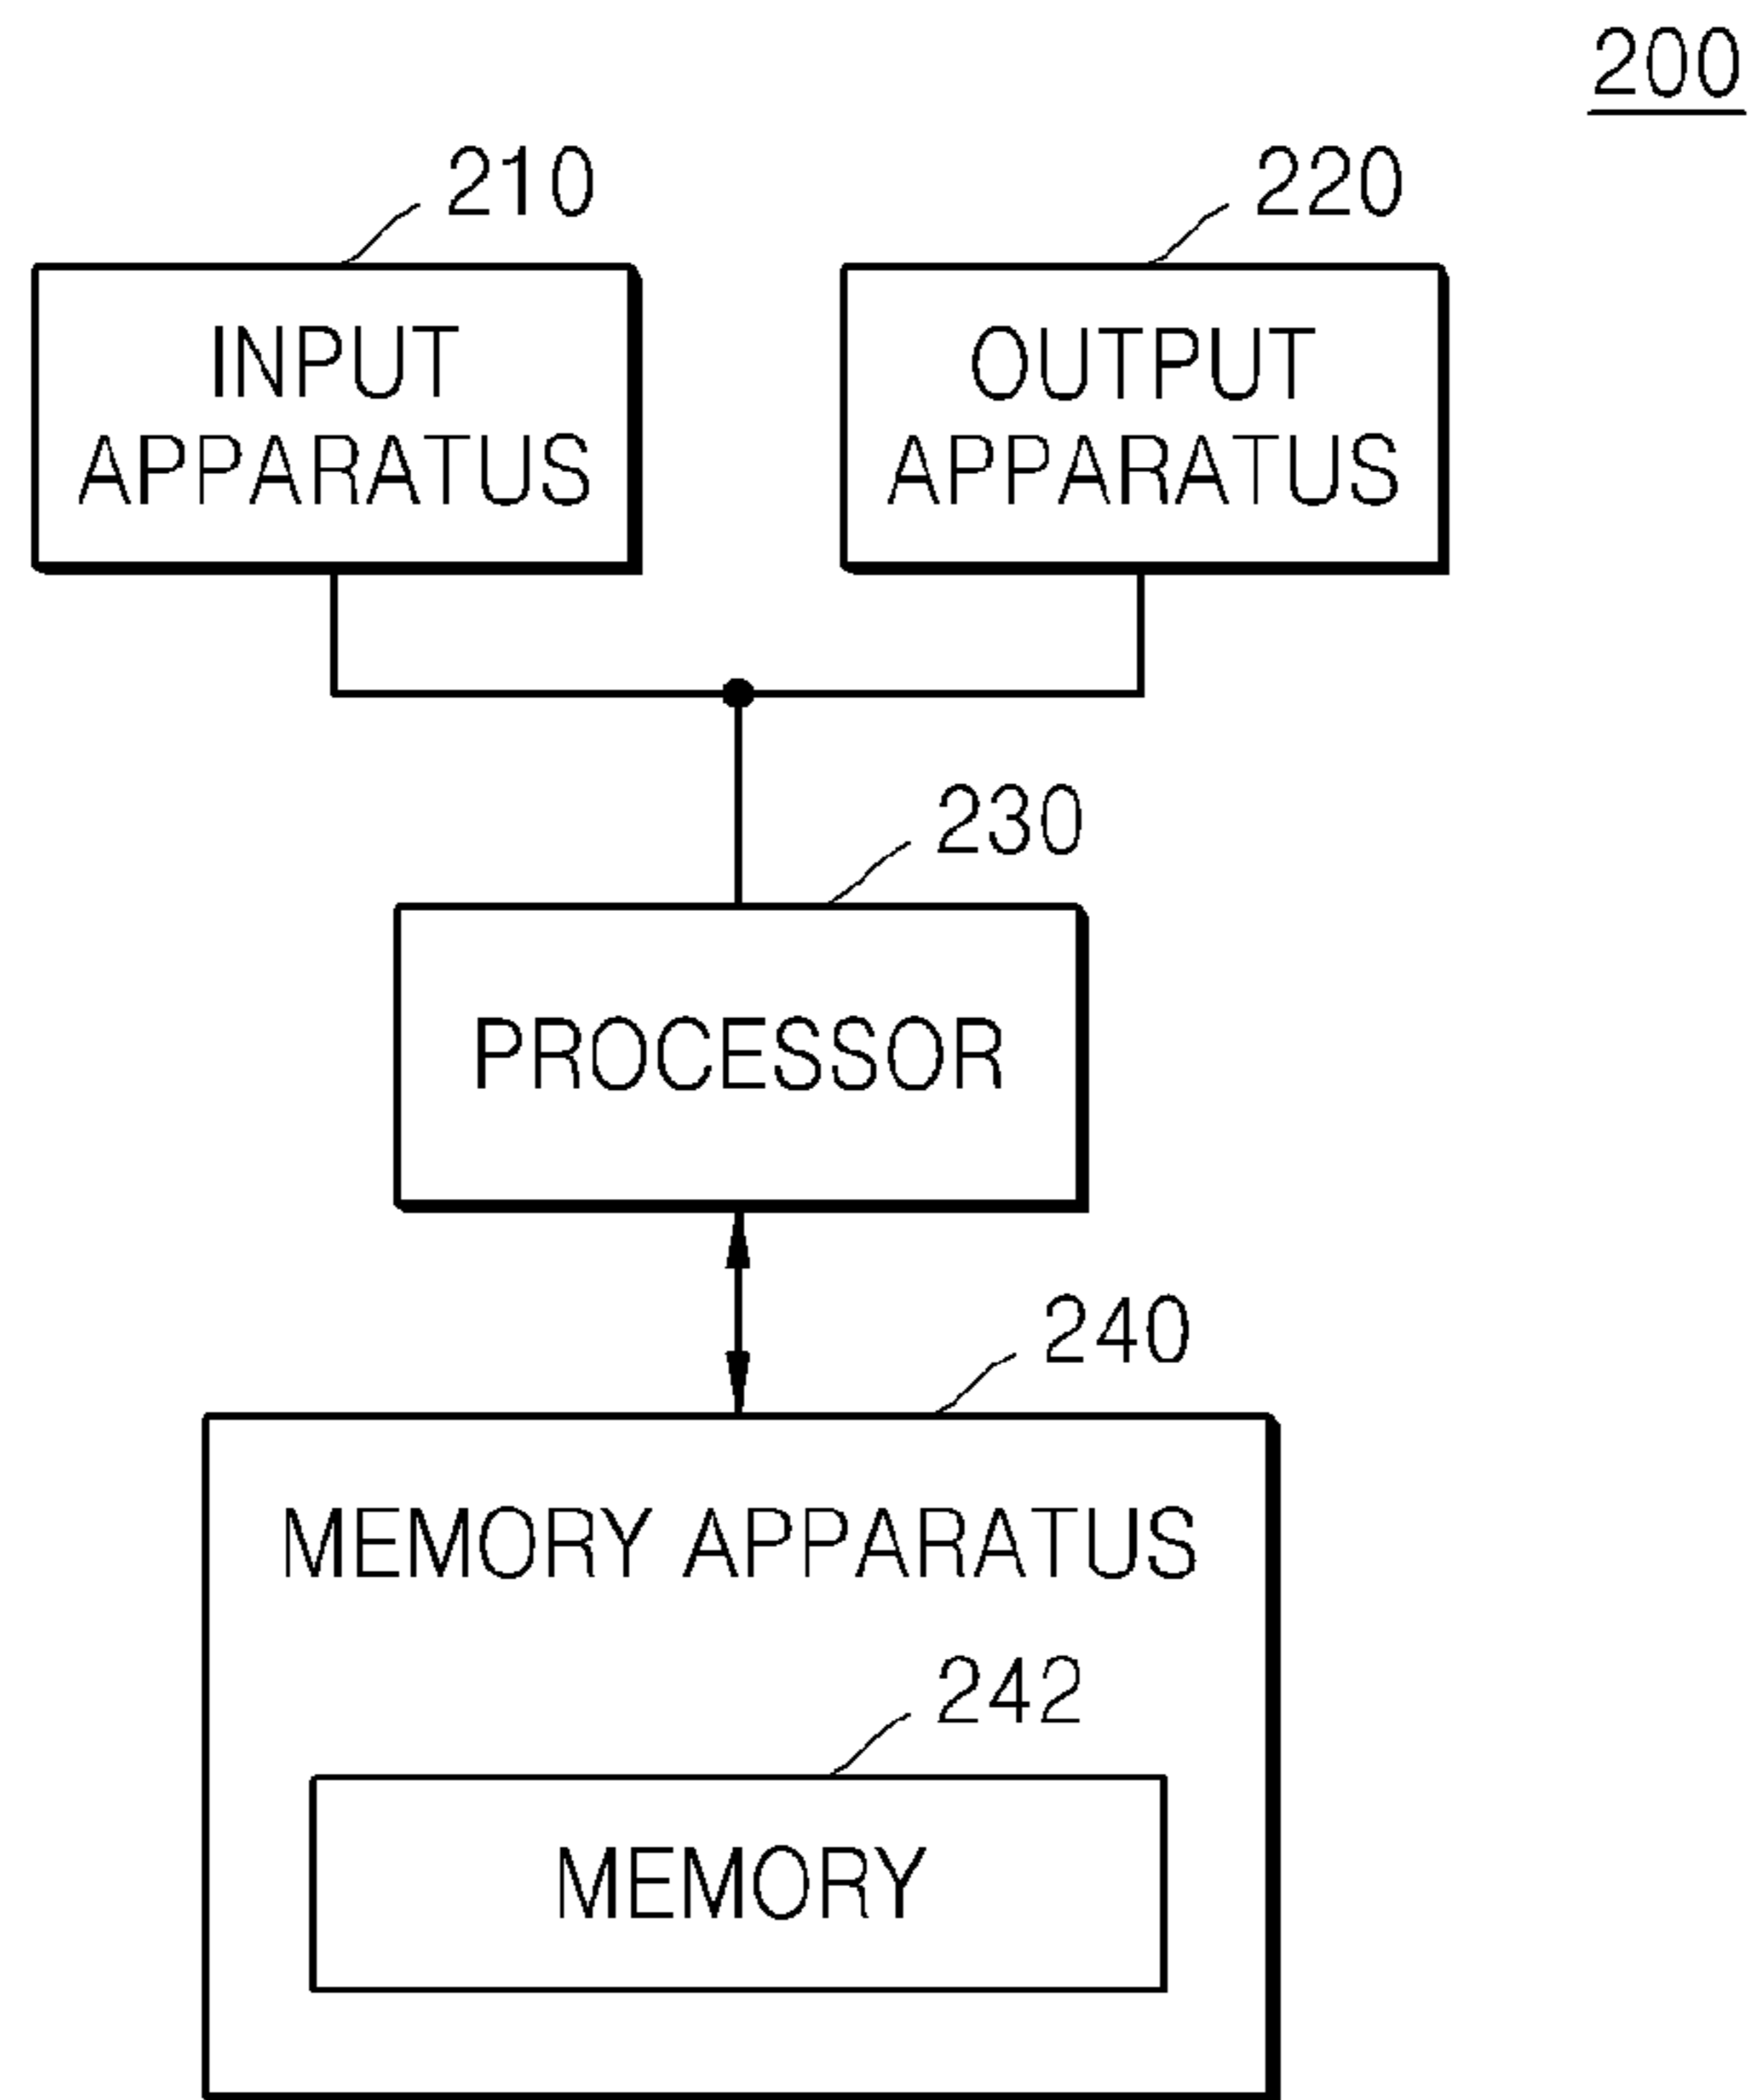 200
210
220
INPUT
APPARATUS
OUTPUT
APPARATUS
230
PROCESSOR
240
MEMORY APPARATUS
242
MEMORY